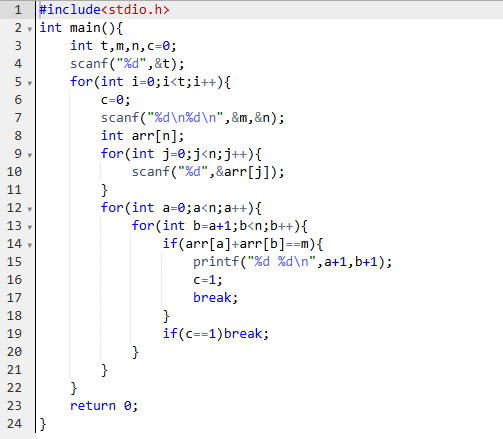 1 #include<stdio.h>
2 int main(){
3     int t,m,n,c=0;
4     scanf("%d",&t);
5     for(int i=0;i<t;i++){
6         c=0;
7         scanf("%d\n%d\n",&m,&n);
8         int arr[n];
9         for(int j=0;j<n;j++){
10             scanf("%d",&arr[j]);
11         }
12         for(int a=0;a<n;a++){
13             for(int b=a+1;b<n;b++){
14                 if(arr[a]+arr[b]==m){
15                     printf("%d %d\n",a+1,b+1);
16                     c=1;
17                     break;
18                 }
19                 if(c==1)break;
20             }
21         }
22     }
23     return 0;
24 }